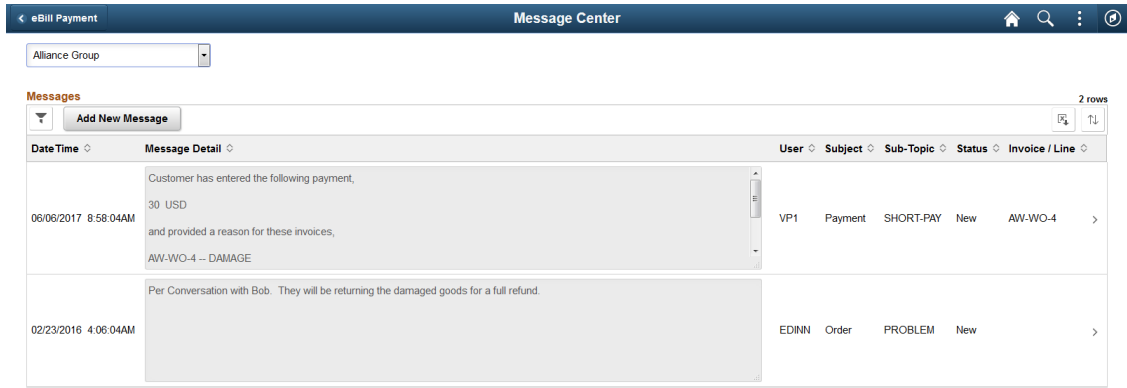 eBill Payment
Message Center
Alliance Group
Messages
2 rows
Add New Message
DateTime Message Detail User Subject Sub-Topic Status Invoice / Line
06/06/2017 8:58:04AM
Customer has entered the following payment,
30 USD
and provided a reason for these invoices,
AW-WO-4 -- DAMAGE
VP1 Payment SHORT-PAY New AW-WO-4
02/23/2016 4:06:04AM
Per Conversation with Bob. They will be returning the damaged goods for a full refund.
EDINN Order PROBLEM New